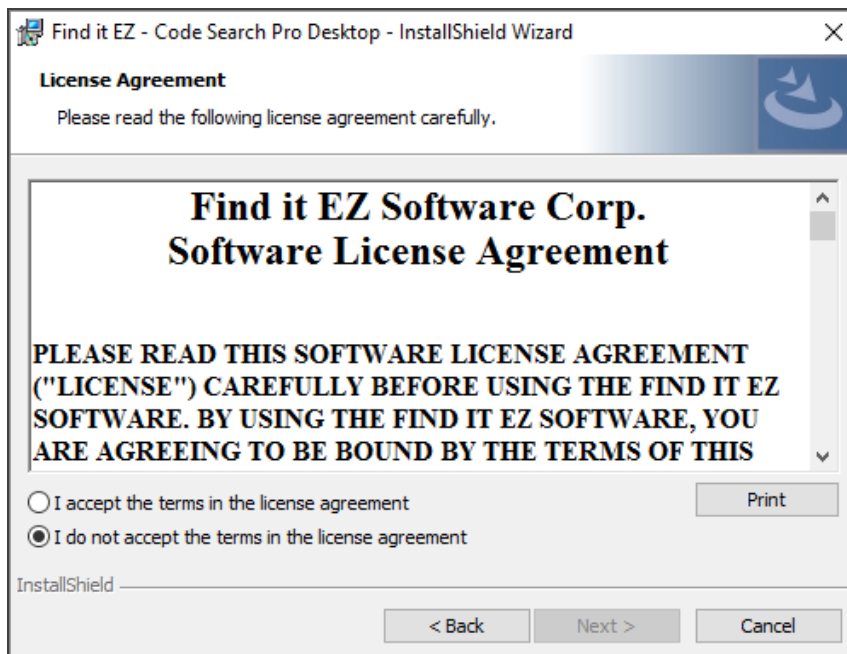 Find it EZ - Code Search Pro Desktop - InstallShield Wizard
License Agreement
Please read the following license agreement carefully.
Find it EZ Software Corp.
Software License Agreement
PLEASE READ THIS SOFTWARE LICENSE AGREEMENT
("LICENSE") CAREFULLY BEFORE USING THE FIND IT EZ
SOFTWARE. BY USING THE FIND IT EZ SOFTWARE, YOU
ARE AGREEING TO BE BOUND BY THE TERMS OF THIS
I accept the terms in the license agreement
Print
I do not accept the terms in the license agreement
InstallShield
< Back
Next >
Cancel